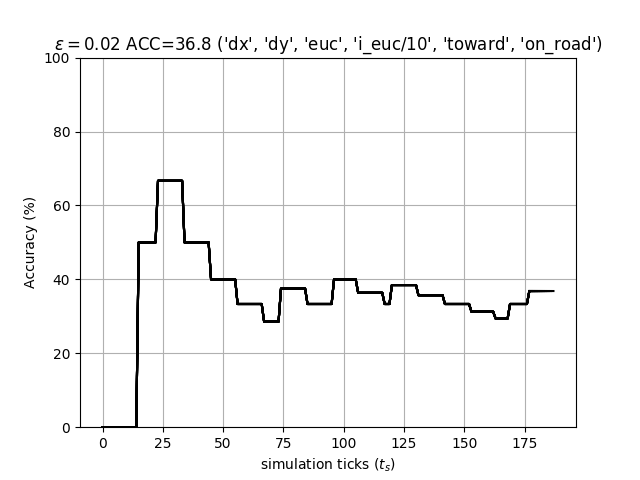 ε = 0.02 ACC=36.8 ('dx', 'dy', 'euc', 'i_euc/10', 'toward', 'on_road')
100
80
60
40
20
0
Accuracy (%)
0 25 50 75 100 125 150 175
simulation ticks (tₛ)